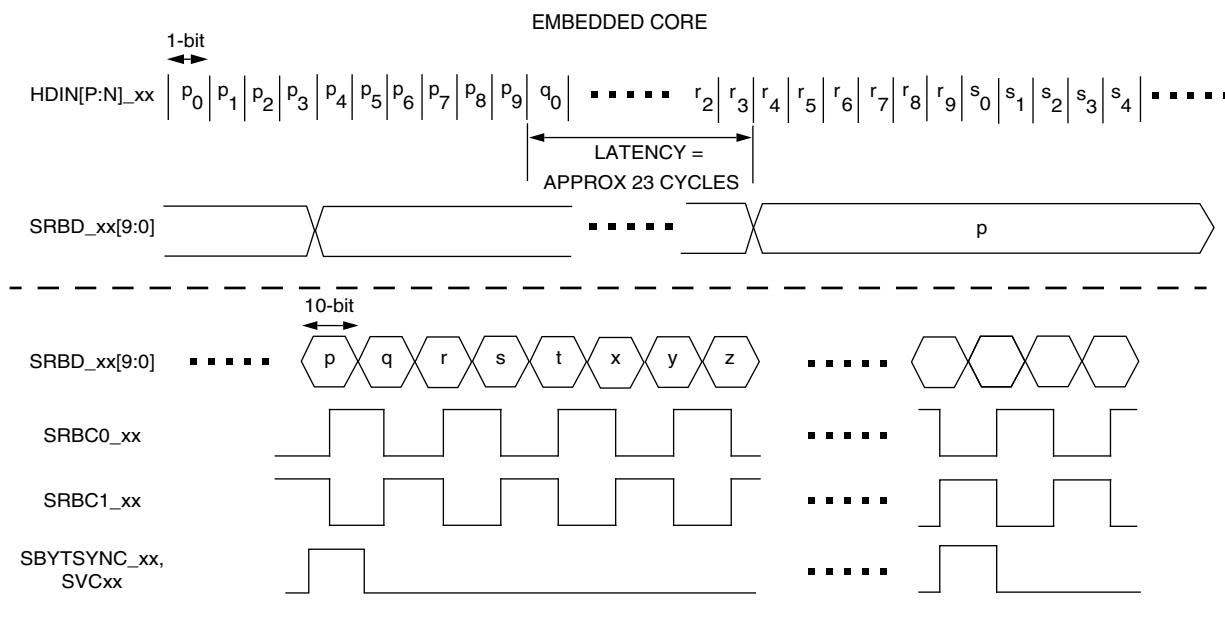 EMBEDDED CORE
1-bit
HDIN[P:N]_xx p0 p1 p2 p3 p4 p5 p6 p7 p8 p9 q0 r2 r3 r4 r5 r6 r7 r8 r9 s0 s1 s2 s3 s4
LATENCY =
APPROX 23 CYCLES
SRBD_xx[9:0] p
10-bit
SRBD_xx[9:0] p q r s t x y z
SRBC0_xx
SRBC1_xx
SBYTSYNC_xx,
SVCxx